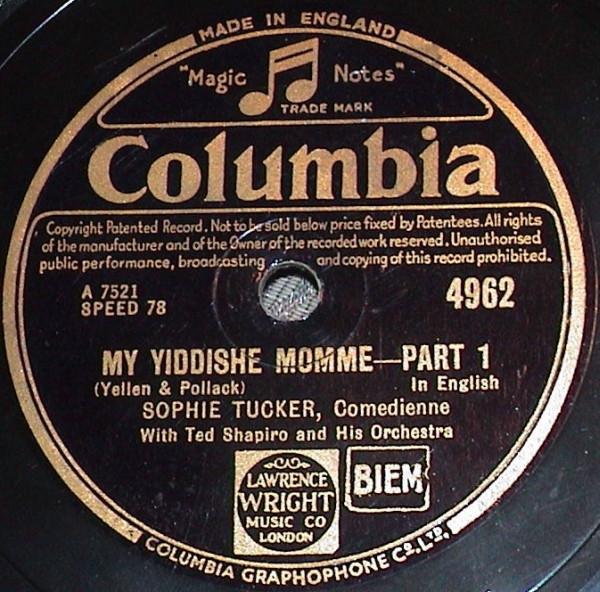 MADE IN ENGLAND
"Magic Notes"
TRADE MARK
Columbia
Copyright Patented Record. Not to be sold below price fixed by Patentees. All rights
of the manufacturer and of the Owner of the recorded work reserved. Unauthorised
public performance, broadcasting and copying of this record prohibited.
A 7521
SPEED 78
4962
MY YIDDISHE MOMME—PART 1
(Yellen & Pollack) In English
SOPHIE TUCKER, Comedienne
With Ted Shapiro and His Orchestra
LAWRENCE
WRIGHT
MUSIC CO
LONDON
BIEM
COLUMBIA GRAPHOPHONE CO. LTD.